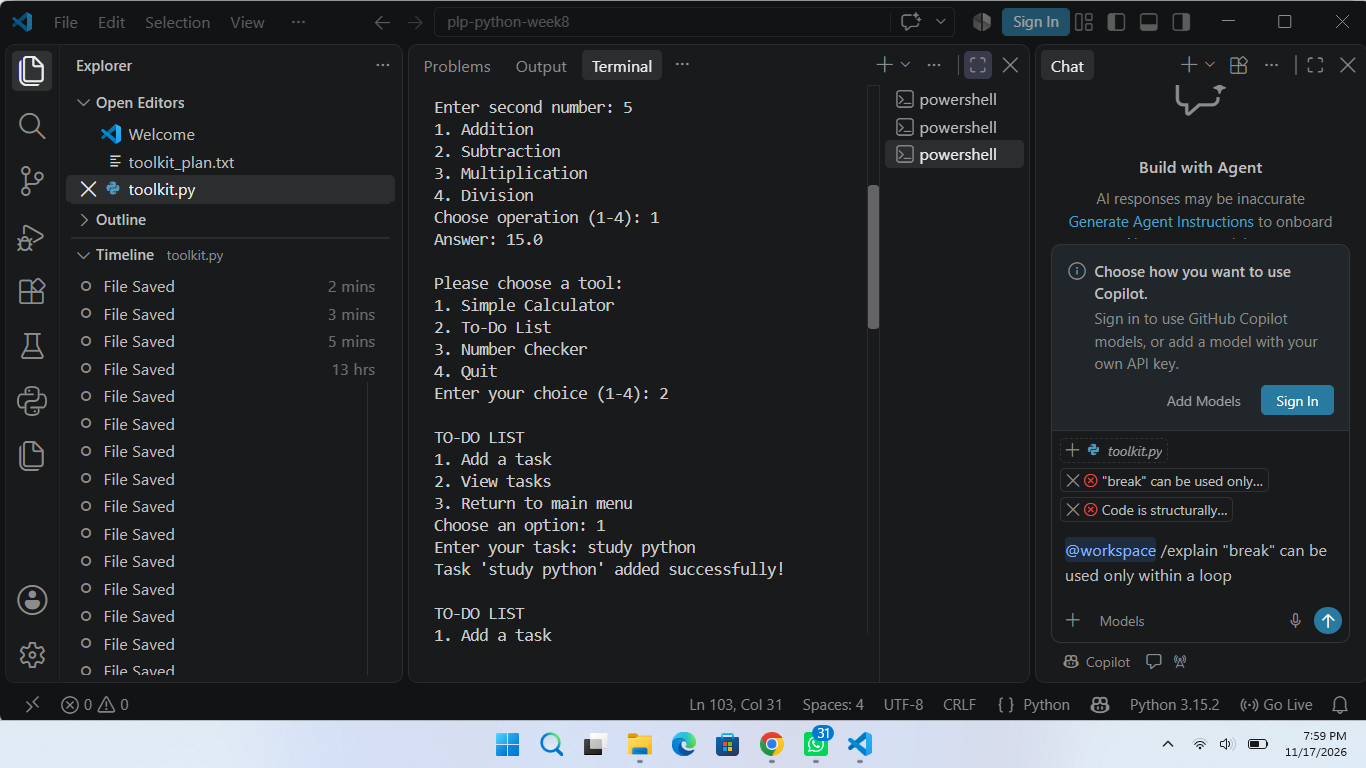 File Edit Selection View ... plp-python-week8 Sign In
Explorer
Open Editors
Welcome
toolkit_plan.txt
toolkit.py
Outline
Timeline toolkit.py
File Saved 2 mins
File Saved 3 mins
File Saved 5 mins
File Saved 13 hrs
File Saved
File Saved
File Saved
File Saved
File Saved
File Saved
File Saved
File Saved
File Saved
File Saved
File Saved
Problems Output Terminal ...
Enter second number: 5
1. Addition
2. Subtraction
3. Multiplication
4. Division
Choose operation (1-4): 1
Answer: 15.0
Please choose a tool:
1. Simple Calculator
2. To-Do List
3. Number Checker
4. Quit
Enter your choice (1-4): 2
TO-DO LIST
1. Add a task
2. View tasks
3. Return to main menu
Choose an option: 1
Enter your task: study python
Task 'study python' added successfully!
TO-DO LIST
1. Add a task
powershell
powershell
powershell
Chat
Build with Agent
AI responses may be inaccurate
Generate Agent Instructions to onboard
Choose how you want to use
Copilot.
Sign in to use GitHub Copilot
models, or add a model with your
own API key.
Add Models Sign In
toolkit.py
"break" can be used only...
Code is structurally...
@workspace /explain "break" can be
used only within a loop
Models
Copilot
0 0 Ln 103, Col 31 Spaces: 4 UTF-8 CRLF { } Python Python 3.15.2 Go Live
31
7:59 PM
11/17/2026